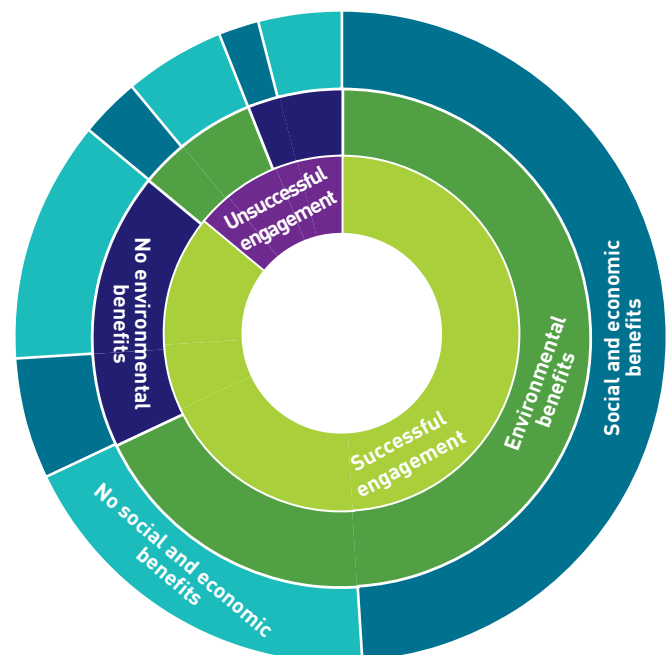 Unsuccessful
engagement
No environmental
benefits
Social and economic
benefits
Environmental
benefits
Successful
engagement
No social and economic
benefits